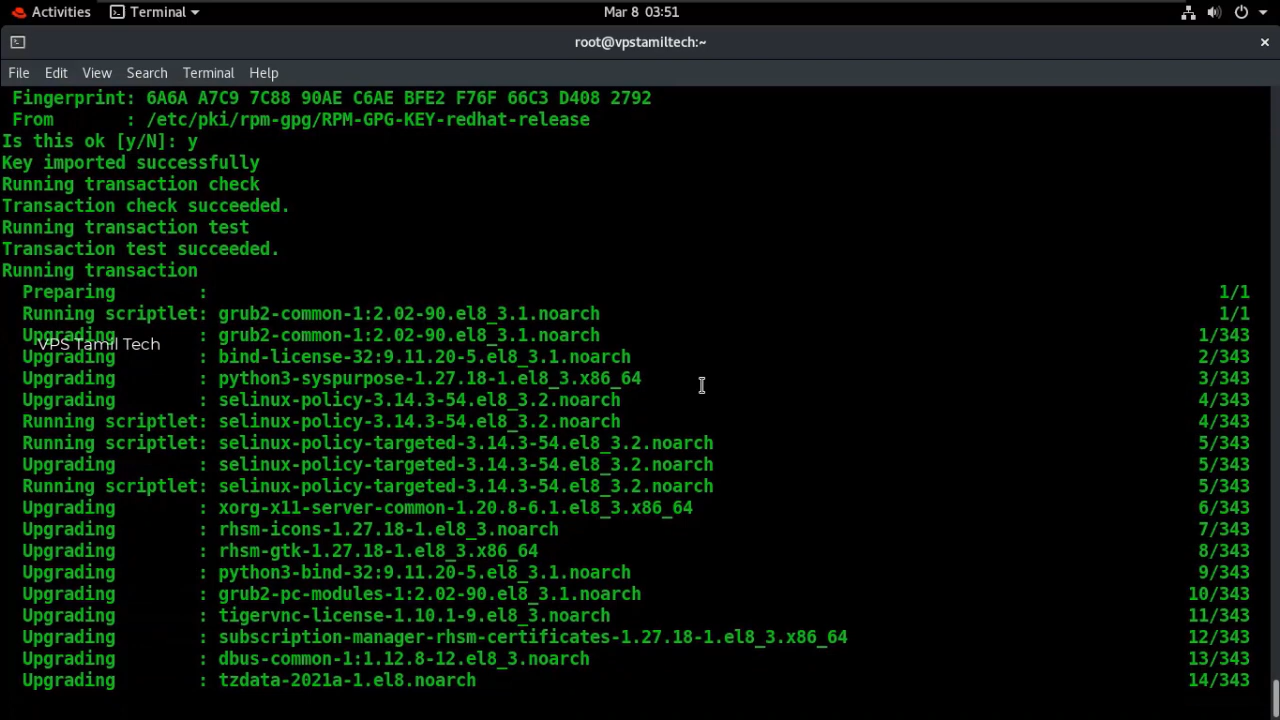 Activities Terminal Mar 8 03:51
root@vpstamiltech:~
File Edit View Search Terminal Help
Fingerprint: 6A6A A7C9 7C88 90AE C6AE BFE2 F76F 66C3 D408 2792
From       : /etc/pki/rpm-gpg/RPM-GPG-KEY-redhat-release
Is this ok [y/N]: y
Key imported successfully
Running transaction check
Transaction check succeeded.
Running transaction test
Transaction test succeeded.
Running transaction
Preparing        : 1/1
Running scriptlet: grub2-common-1:2.02-90.el8_3.1.noarch 1/1
Upgrading        : grub2-common-1:2.02-90.el8_3.1.noarch 1/343
VPS Tamil Tech
Upgrading        : bind-license-32:9.11.20-5.el8_3.1.noarch 2/343
Upgrading        : python3-syspurpose-1.27.18-1.el8_3.x86_64 3/343
Upgrading        : selinux-policy-3.14.3-54.el8_3.2.noarch 4/343
Running scriptlet: selinux-policy-3.14.3-54.el8_3.2.noarch 4/343
Running scriptlet: selinux-policy-targeted-3.14.3-54.el8_3.2.noarch 5/343
Upgrading        : selinux-policy-targeted-3.14.3-54.el8_3.2.noarch 5/343
Running scriptlet: selinux-policy-targeted-3.14.3-54.el8_3.2.noarch 5/343
Upgrading        : xorg-x11-server-common-1.20.8-6.1.el8_3.x86_64 6/343
Upgrading        : rhsm-icons-1.27.18-1.el8_3.noarch 7/343
Upgrading        : rhsm-gtk-1.27.18-1.el8_3.x86_64 8/343
Upgrading        : python3-bind-32:9.11.20-5.el8_3.1.noarch 9/343
Upgrading        : grub2-pc-modules-1:2.02-90.el8_3.1.noarch 10/343
Upgrading        : tigervnc-license-1.10.1-9.el8_3.noarch 11/343
Upgrading        : subscription-manager-rhsm-certificates-1.27.18-1.el8_3.x86_64 12/343
Upgrading        : dbus-common-1:1.12.8-12.el8_3.noarch 13/343
Upgrading        : tzdata-2021a-1.el8.noarch 14/343